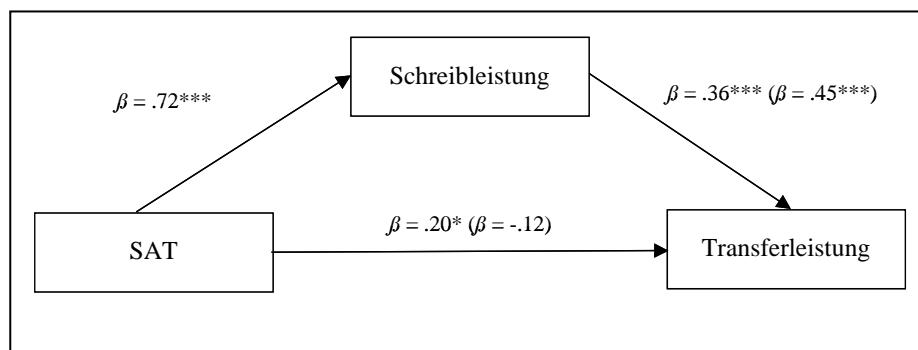 Schreibleistung
β = .72***
β = .36*** (β = .45***)
β = .20* (β = -.12)
SAT
Transferleistung